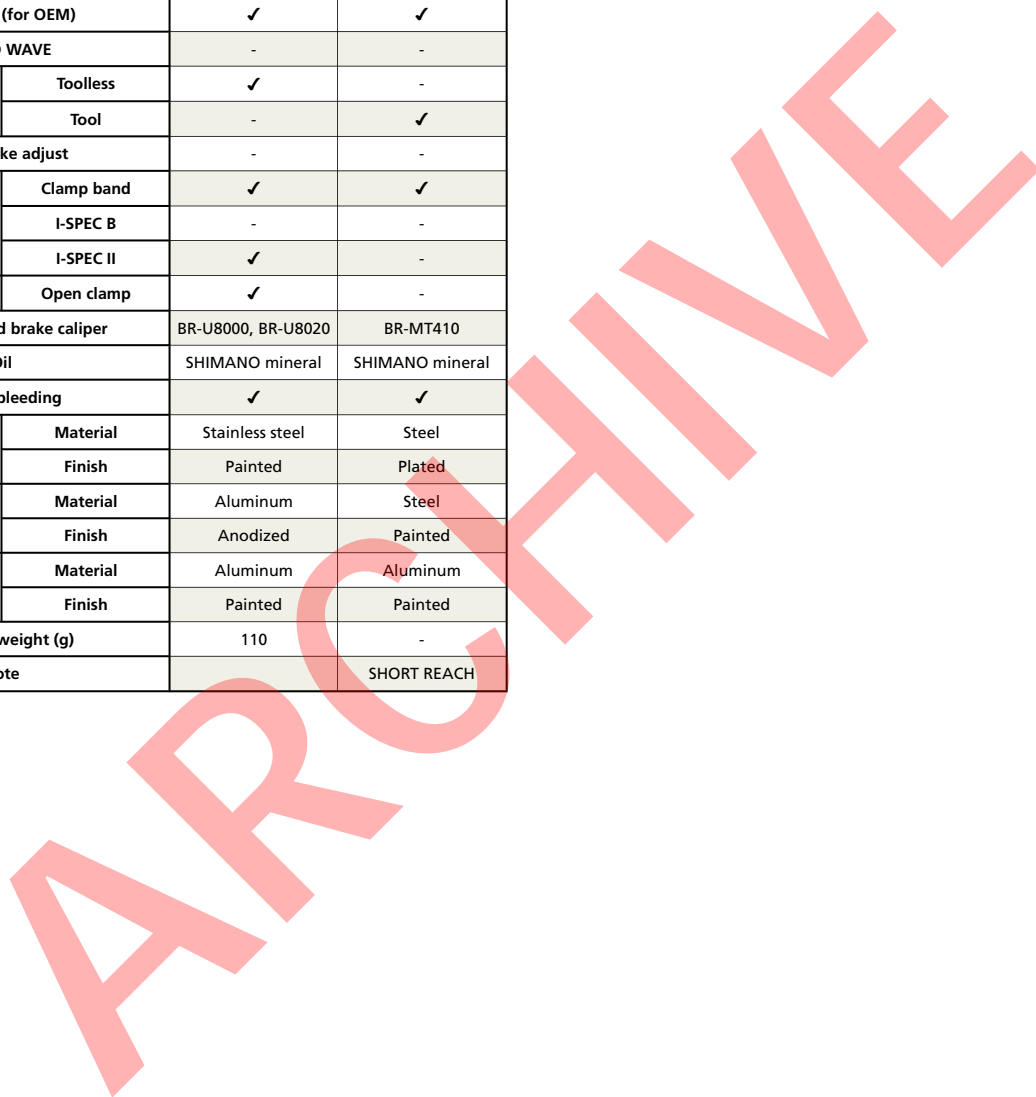 (for OEM) ✓ ✓
WAVE - -
Toolless ✓ -
Tool - ✓
ke adjust - -
Clamp band ✓ ✓
I-SPEC B - -
I-SPEC II ✓ -
Open clamp ✓ -
d brake caliper BR-U8000, BR-U8020 BR-MT410
Oil SHIMANO mineral SHIMANO mineral
bleeding ✓ ✓
Material Stainless steel Steel
Finish Painted Plated
Material Aluminum Steel
Finish Anodized Painted
Material Aluminum Aluminum
Finish Painted Painted
weight (g) 110 -
ote SHORT REACH
ARCHIVE